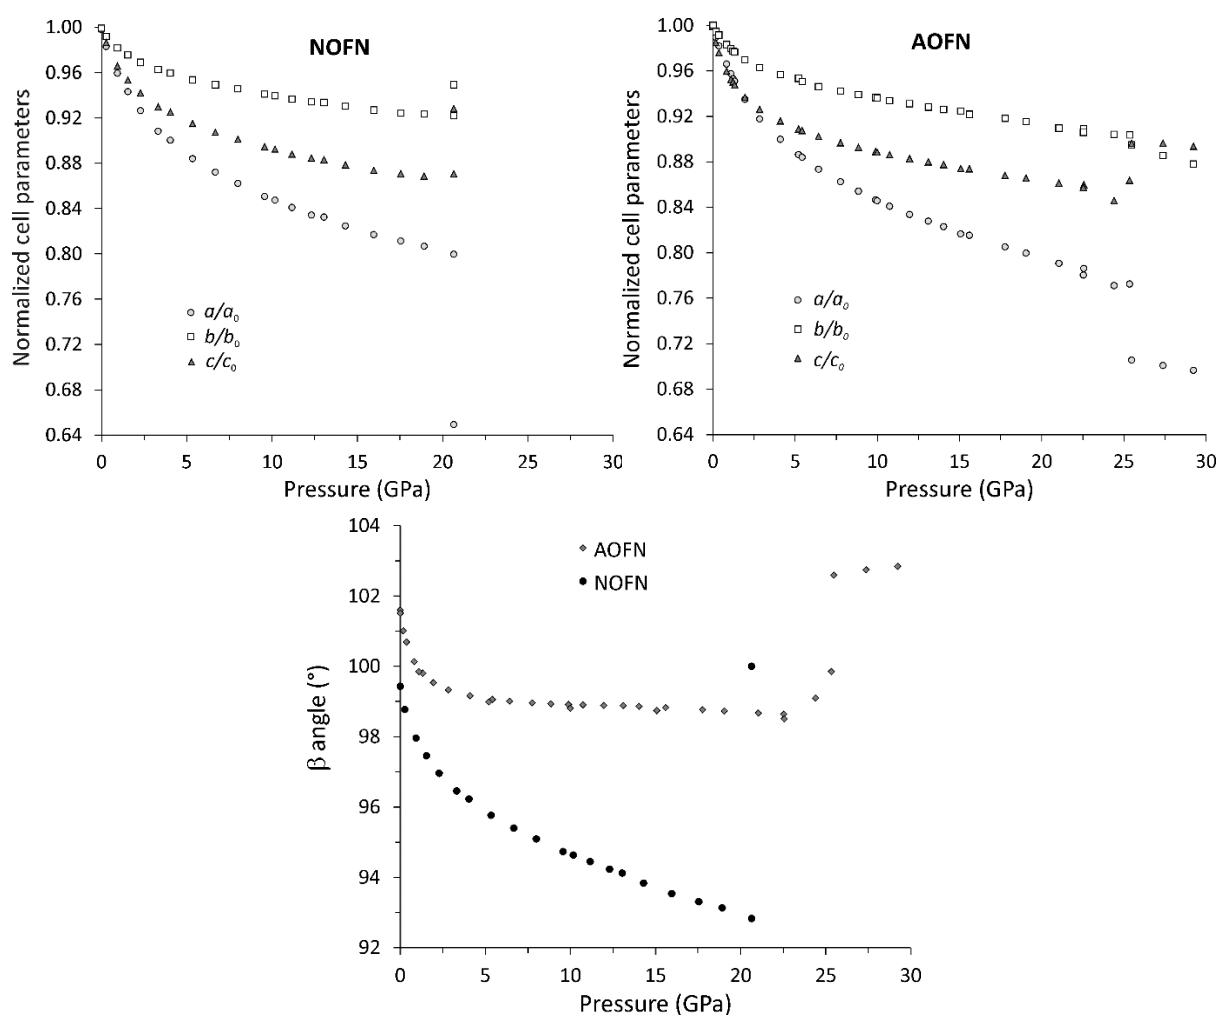 NOFN
Normalized cell parameters
1.00
0.96
0.92
0.88
0.84
0.80
0.76
0.72
0.68
0.64
a/a₀
b/b₀
c/c₀
0 5 10 15 20 25 30
Pressure (GPa)
AOFN
Normalized cell parameters
1.00
0.96
0.92
0.88
0.84
0.80
0.76
0.72
0.68
0.64
a/a₀
b/b₀
c/c₀
0 5 10 15 20 25 30
Pressure (GPa)
β angle (°)
104
102
100
98
96
94
92
AOFN
NOFN
0 5 10 15 20 25 30
Pressure (GPa)